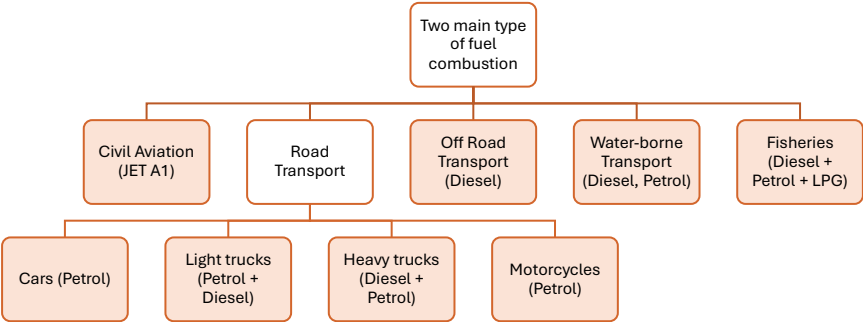 Two main type
of fuel
combustion
Civil Aviation
(JET A1)
Road
Transport
Off Road
Transport
(Diesel)
Water-borne
Transport
(Diesel, Petrol)
Fisheries
(Diesel +
Petrol + LPG)
Cars (Petrol)
Light trucks
(Petrol +
Diesel)
Heavy trucks
(Diesel +
Petrol)
Motorcycles
(Petrol)